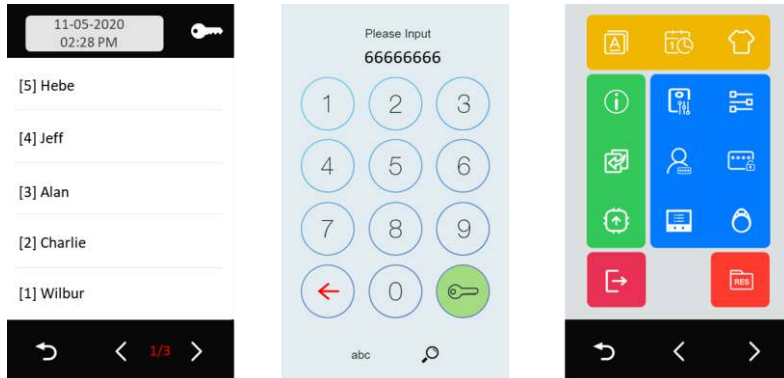 11-05-2020
02:28 PM
[5] Hebe
[4] Jeff
[3] Alan
[2] Charlie
[1] Wilbur
1/3
Please Input
66666666
1 2 3
4 5 6
7 8 9
0
abc
A 10
RES